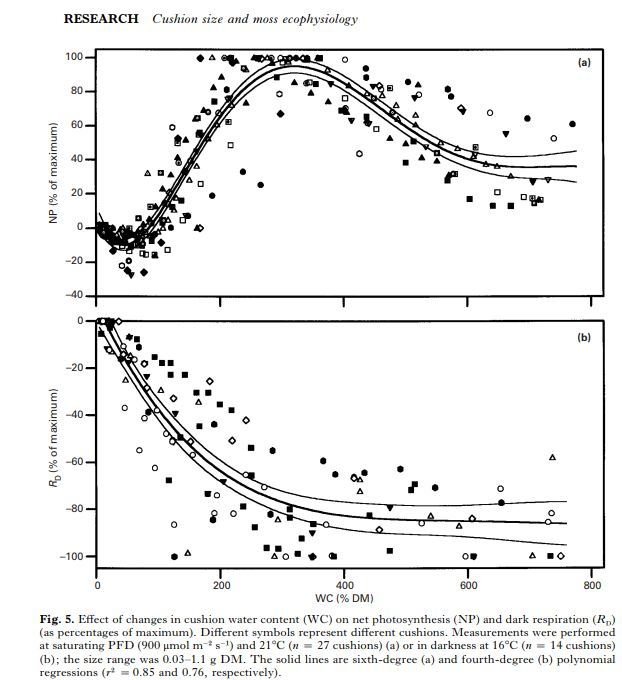 RESEARCH Cushion size and moss ecophysiology
(a)
100
80
60
40
20
0
−20
−40
NP (% of maximum)
(b)
0
−20
−40
−60
−80
−100
R_D (% of maximum)
0 200 400 600 800
WC (% DM)
Fig. 5. Effect of changes in cushion water content (WC) on net photosynthesis (NP) and dark respiration (R_D)
(as percentages of maximum). Different symbols represent different cushions. Measurements were performed
at saturating PFD (900 μmol m⁻² s⁻¹) and 21°C (n = 27 cushions) (a) or in darkness at 16°C (n = 14 cushions)
(b); the size range was 0.03–1.1 g DM. The solid lines are sixth-degree (a) and fourth-degree (b) polynomial
regressions (r² = 0.85 and 0.76, respectively).